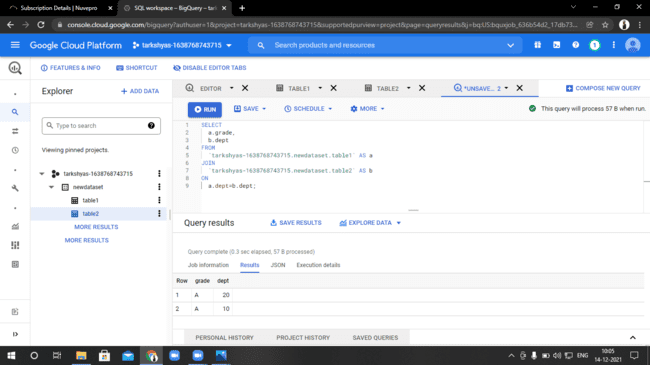 Subscription Details | Nuvepro
SQL workspace – BigQuery – tark
console.cloud.google.com/bigquery?authuser=1&project=tarkshyas-1638768743715&supportedpurview=project&page=queryresults&j=bq:US:bquxjob_636b54d2_17db73...
Google Cloud Platform
tarkshyas-1638768743715
Search products and resources
1
FEATURES & INFO
SHORTCUT
DISABLE EDITOR TABS
Explorer
+ ADD DATA
EDITOR
TABLE1
TABLE2
*UNSAVE... 2
COMPOSE NEW QUERY
RUN
SAVE
SCHEDULE
MORE
This query will process 57 B when run.
Type to search
Viewing pinned projects.
tarkshyas-1638768743715
newdataset
table1
table2
MORE RESULTS
MORE RESULTS
1 SELECT
2 a.grade,
3 b.dept
4 FROM
5 `tarkshyas-1638768743715.newdataset.table1` AS a
6 JOIN
7 `tarkshyas-1638768743715.newdataset.table2` AS b
8 ON
9 a.dept=b.dept;
Query results
SAVE RESULTS
EXPLORE DATA
Query complete (0.3 sec elapsed, 57 B processed)
Job information
Results
JSON
Execution details
Row grade dept
1 A 20
2 A 10
PERSONAL HISTORY
PROJECT HISTORY
SAVED QUERIES
ENG
10:05
14-12-2021